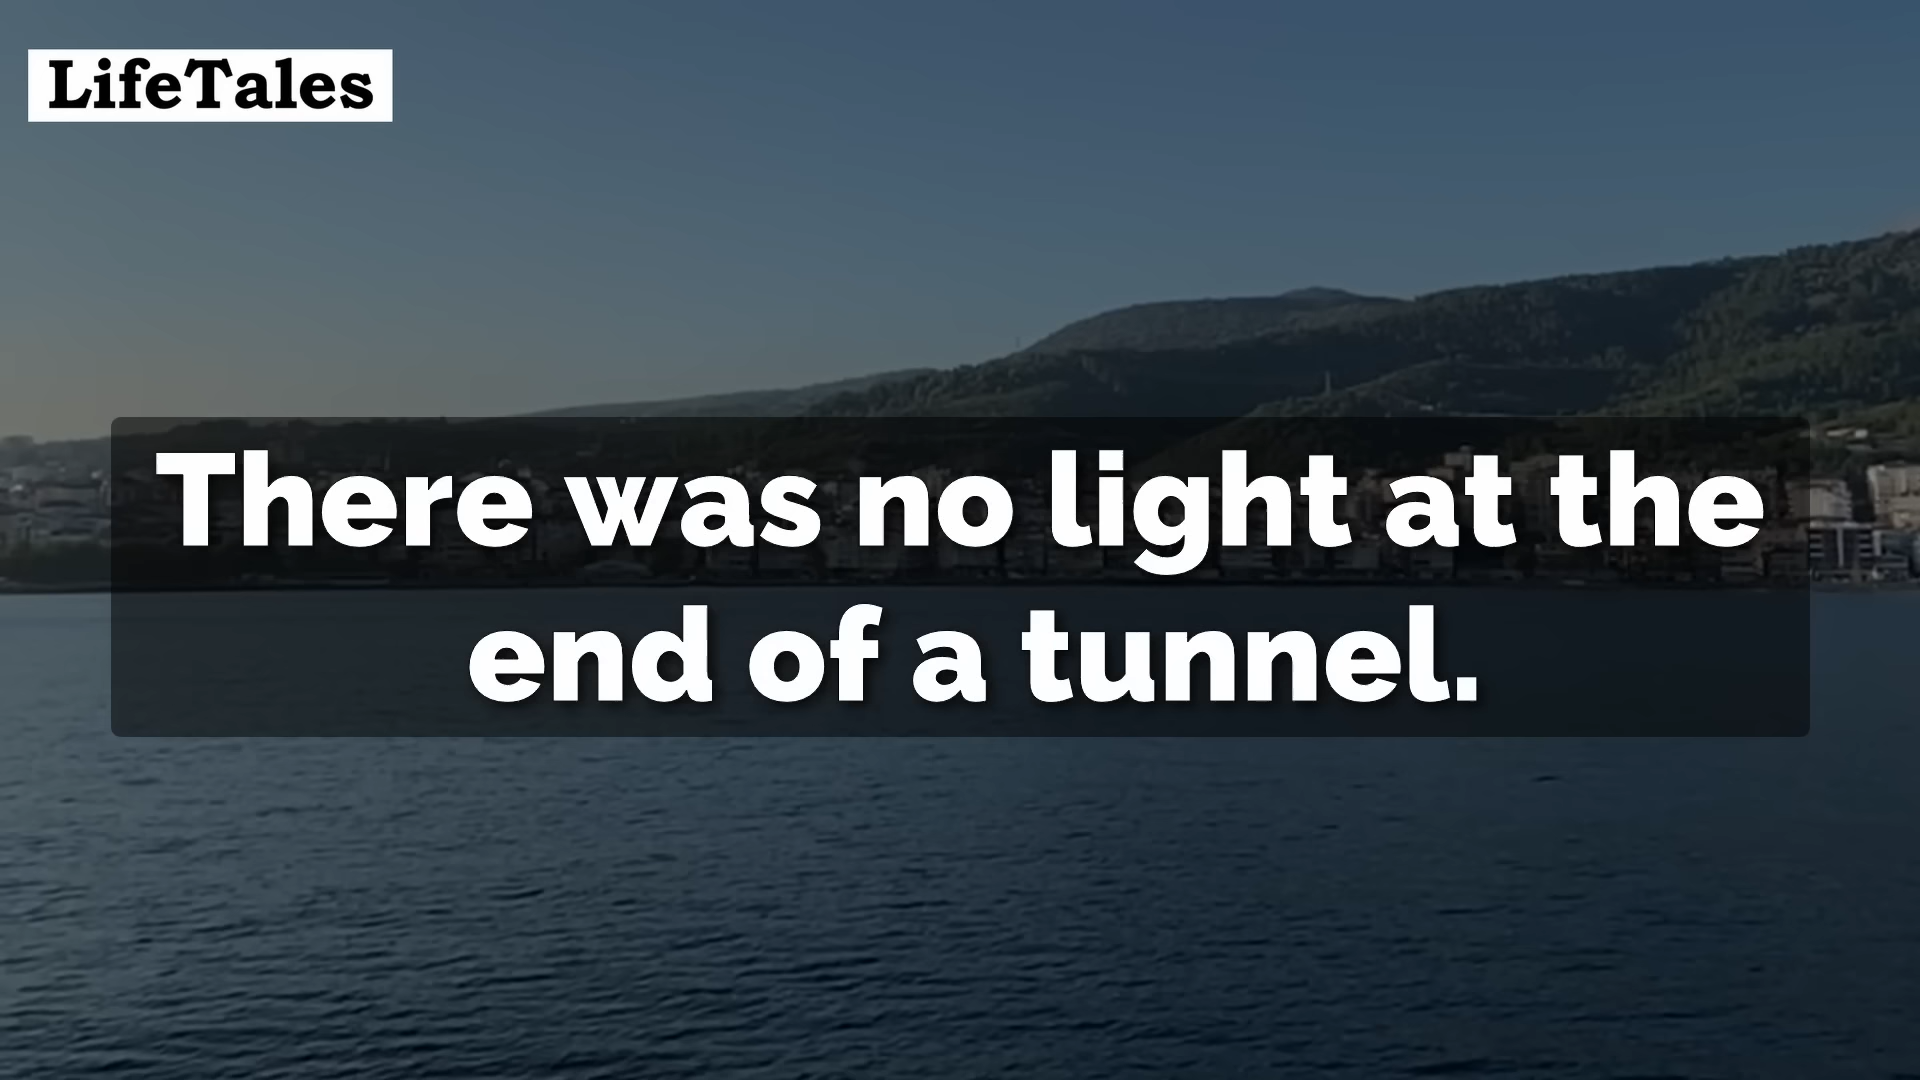 LifeTales
There was no light at the
end of a tunnel.